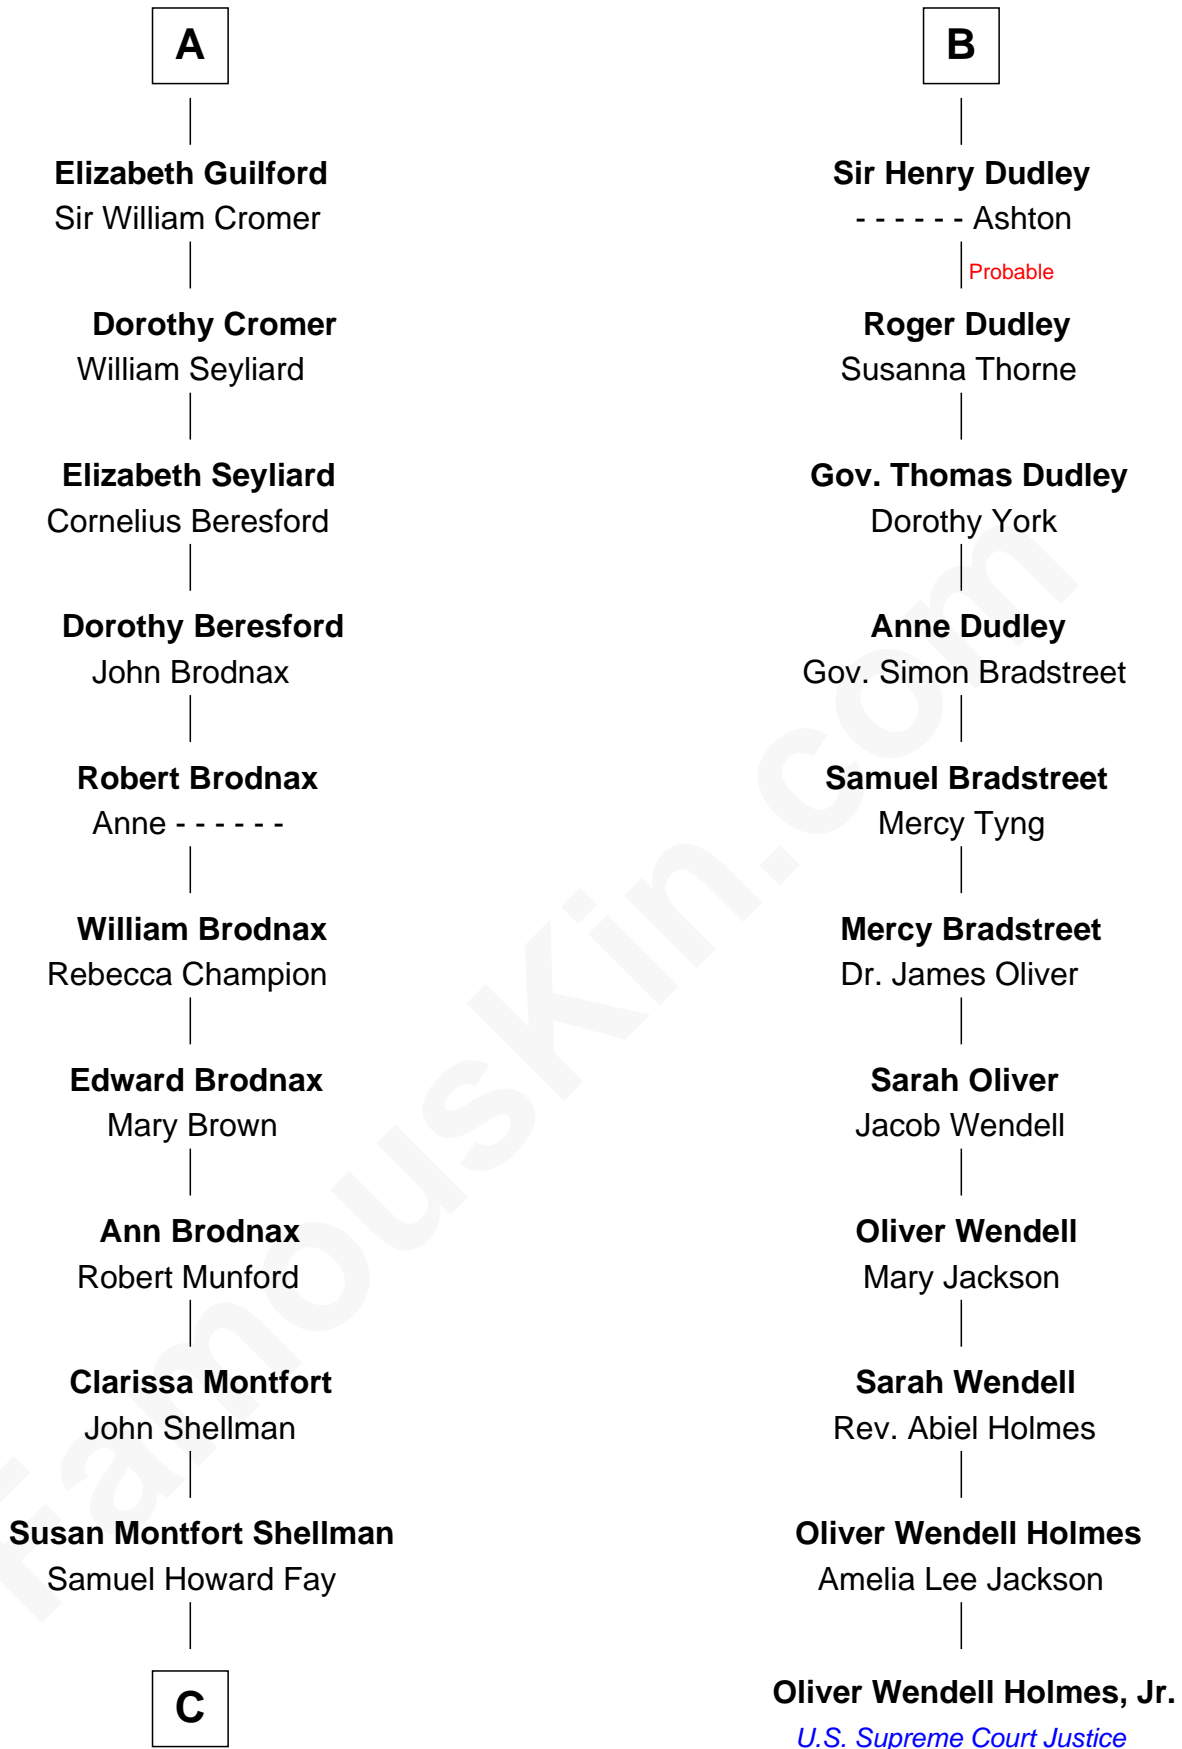 A
Elizabeth Guilford
Sir William Cromer
Dorothy Cromer
William Seyliard
Elizabeth Seyliard
Cornelius Beresford
Dorothy Beresford
John Brodnax
Robert Brodnax
Anne - - - - - -
William Brodnax
Rebecca Champion
Edward Brodnax
Mary Brown
Ann Brodnax
Robert Munford
Clarissa Montfort
John Shellman
Susan Montfort Shellman
Samuel Howard Fay
C
B
Sir Henry Dudley
- - - - - - Ashton
Probable
Roger Dudley
Susanna Thorne
Gov. Thomas Dudley
Dorothy York
Anne Dudley
Gov. Simon Bradstreet
Samuel Bradstreet
Mercy Tyng
Mercy Bradstreet
Dr. James Oliver
Sarah Oliver
Jacob Wendell
Oliver Wendell
Mary Jackson
Sarah Wendell
Rev. Abiel Holmes
Oliver Wendell Holmes
Amelia Lee Jackson
Oliver Wendell Holmes, Jr.
U.S. Supreme Court Justice
FamousKin.com